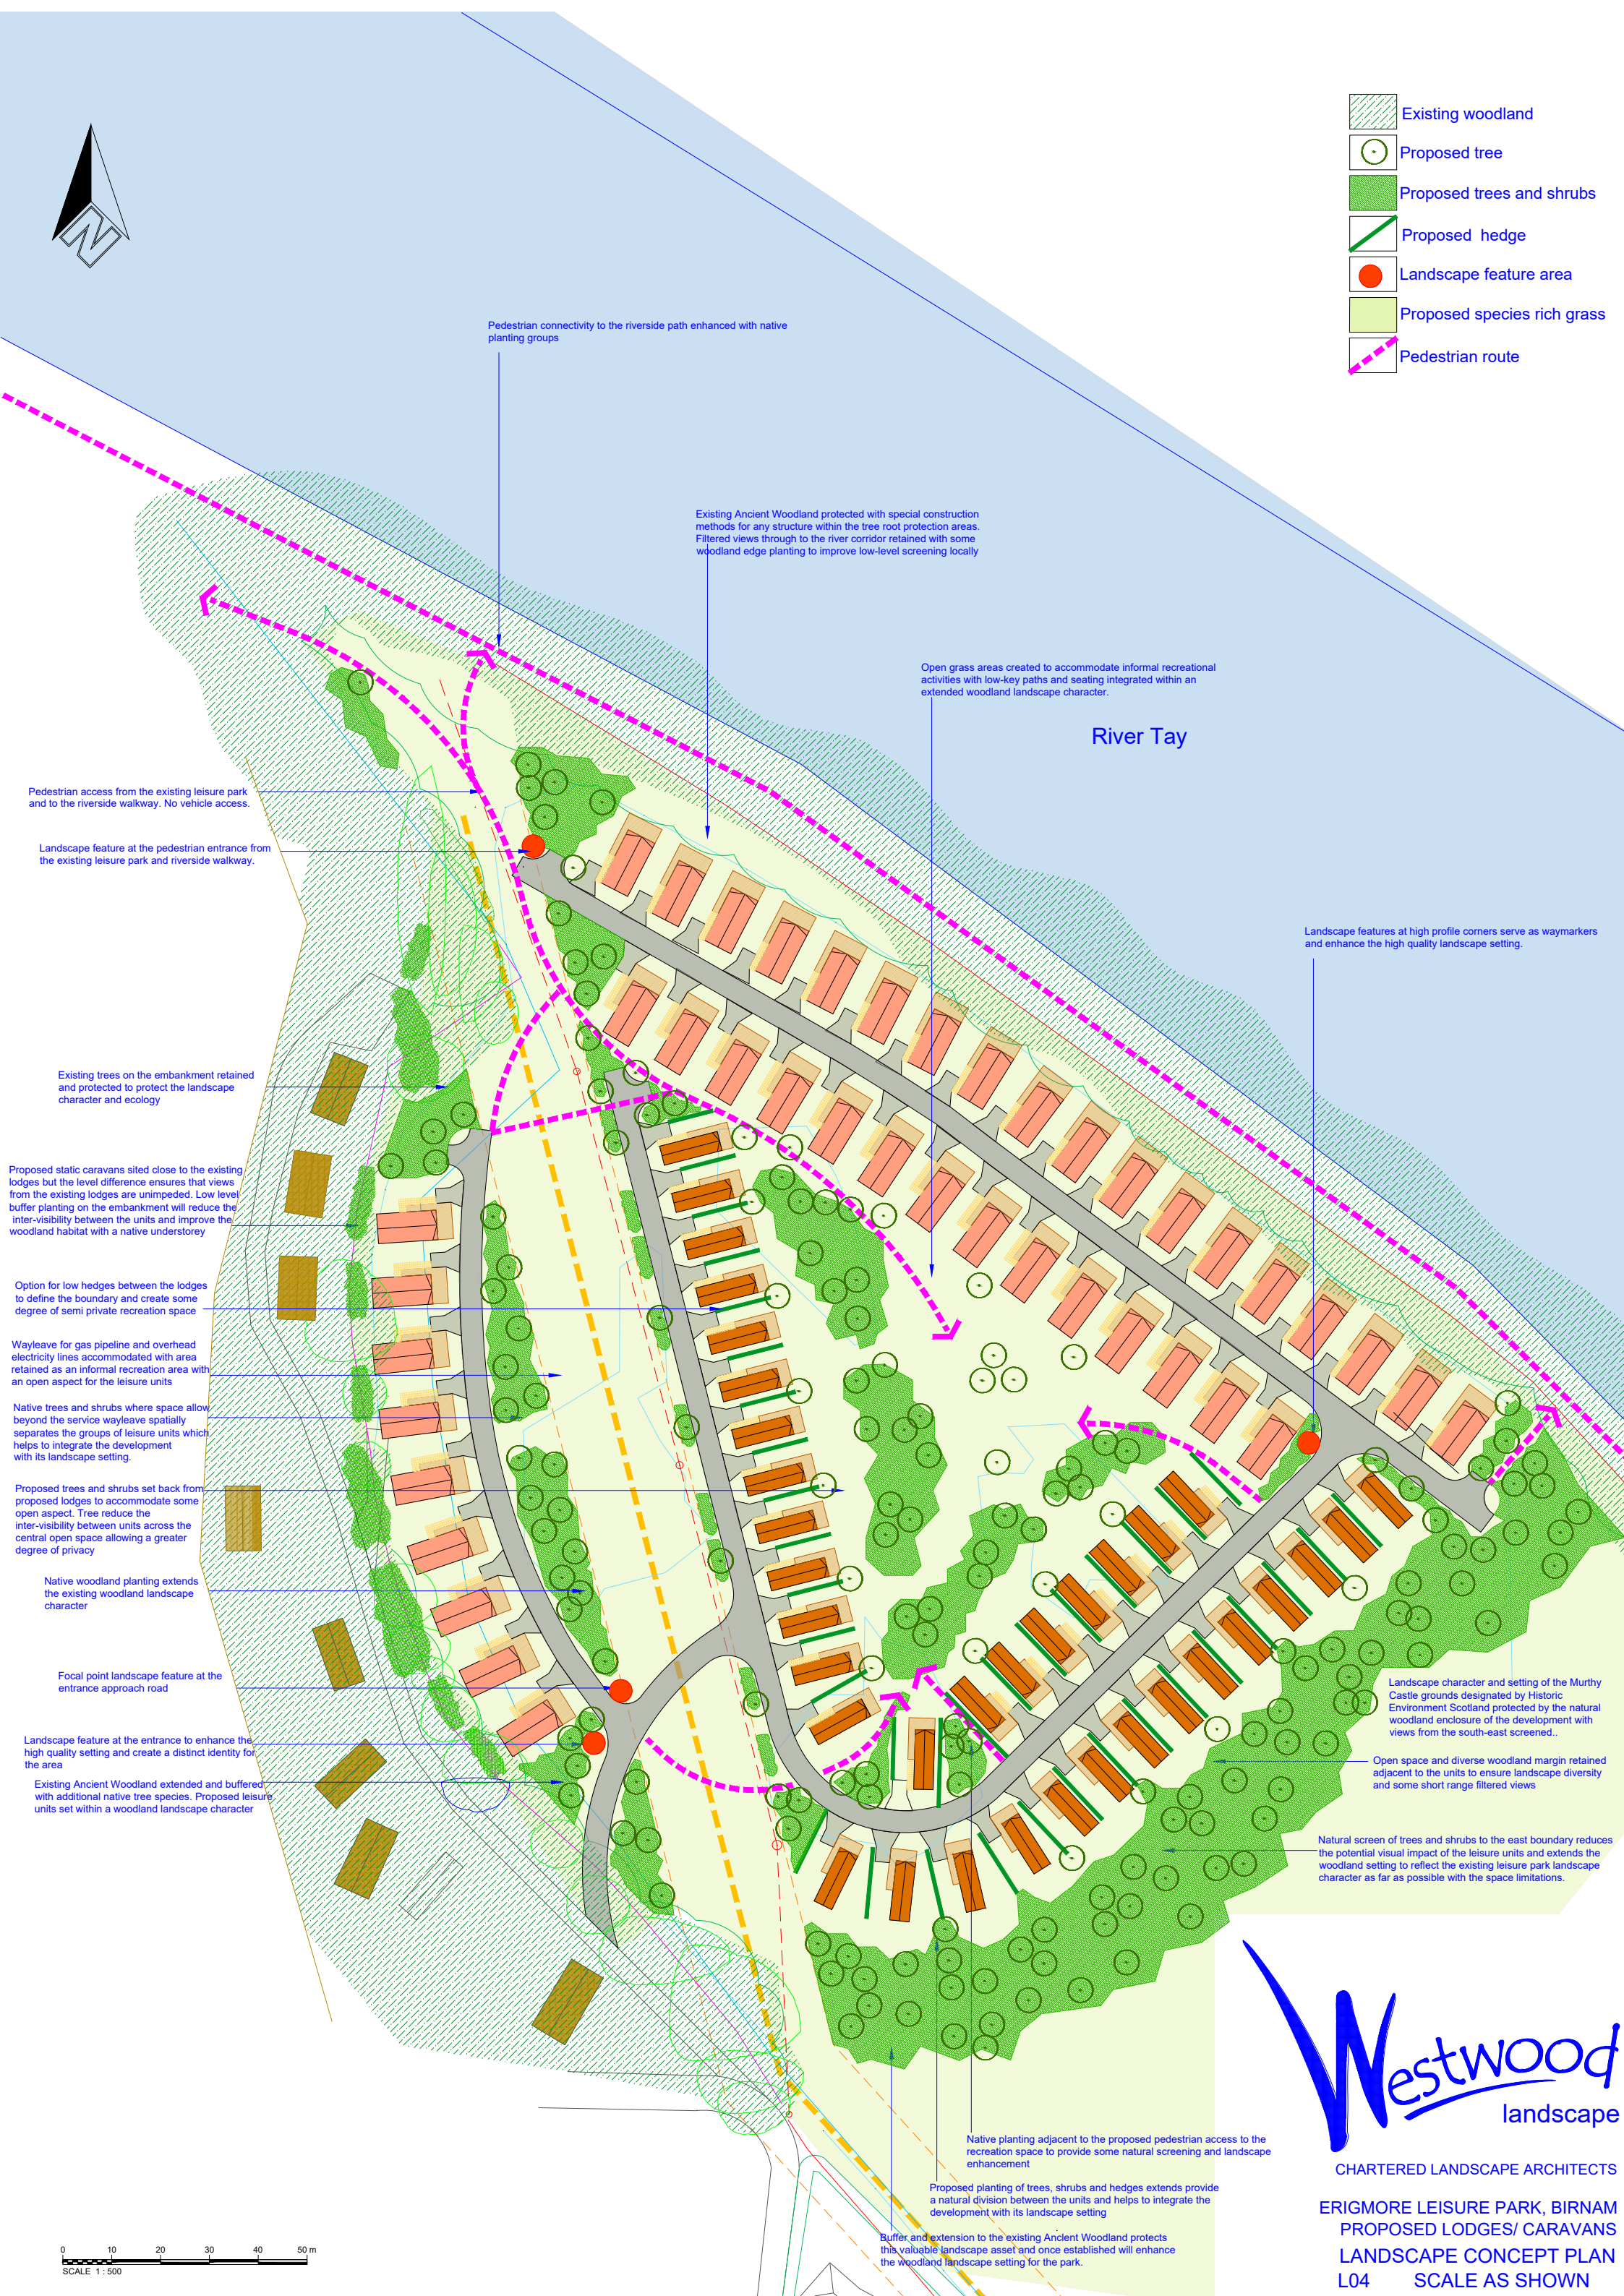 Existing woodland
Proposed tree
Proposed trees and shrubs
Proposed  hedge
Landscape feature area
Proposed species rich grass
Pedestrian route
N
Pedestrian connectivity to the riverside path enhanced with native
planting groups
Existing Ancient Woodland protected with special construction
methods for any structure within the tree root protection areas.
Filtered views through to the river corridor retained with some
woodland edge planting to improve low-level screening locally
Open grass areas created to accommodate informal recreational
activities with low-key paths and seating integrated within an
extended woodland landscape character.
River Tay
Pedestrian access from the existing leisure park
and to the riverside walkway. No vehicle access.
Landscape feature at the pedestrian entrance from
the existing leisure park and riverside walkway.
Landscape features at high profile corners serve as waymarkers
and enhance the high quality landscape setting.
Existing trees on the embankment retained
and protected to protect the landscape
character and ecology
Proposed static caravans sited close to the existing
lodges but the level difference ensures that views
from the existing lodges are unimpeded. Low level
buffer planting on the embankment will reduce the
inter-visibility between the units and improve the
woodland habitat with a native understorey
Option for low hedges between the lodges
to define the boundary and create some
degree of semi private recreation space
Wayleave for gas pipeline and overhead
electricity lines accommodated with area
retained as an informal recreation area with
an open aspect for the leisure units
Native trees and shrubs where space allow
beyond the service wayleave spatially
separates the groups of leisure units which
helps to integrate the development
with its landscape setting.
Proposed trees and shrubs set back from
proposed lodges to accommodate some
open aspect. Tree reduce the
inter-visibility between units across the
central open space allowing a greater
degree of privacy
Native woodland planting extends
the existing woodland landscape
character
Focal point landscape feature at the
entrance approach road
Landscape feature at the entrance to enhance the
high quality setting and create a distinct identity for
the area
Existing Ancient Woodland extended and buffered
with additional native tree species. Proposed leisure
units set within a woodland landscape character
Landscape character and setting of the Murthy
Castle grounds designated by Historic
Environment Scotland protected by the natural
woodland enclosure of the development with
views from the south-east screened..
Open space and diverse woodland margin retained
adjacent to the units to ensure landscape diversity
and some short range filtered views
Natural screen of trees and shrubs to the east boundary reduces
the potential visual impact of the leisure units and extends the
woodland setting to reflect the existing leisure park landscape
character as far as possible with the space limitations.
Native planting adjacent to the proposed pedestrian access to the
recreation space to provide some natural screening and landscape
enhancement
Proposed planting of trees, shrubs and hedges extends provide
a natural division between the units and helps to integrate the
development with its landscape setting
Buffer and extension to the existing Ancient Woodland protects
this valuable landscape asset and once established will enhance
the woodland landscape setting for the park.
Westwood
landscape
CHARTERED LANDSCAPE ARCHITECTS
ERIGMORE LEISURE PARK, BIRNAM
PROPOSED LODGES/ CARAVANS
LANDSCAPE CONCEPT PLAN
L04 SCALE AS SHOWN
0 10 20 30 40 50 m
SCALE 1 : 500